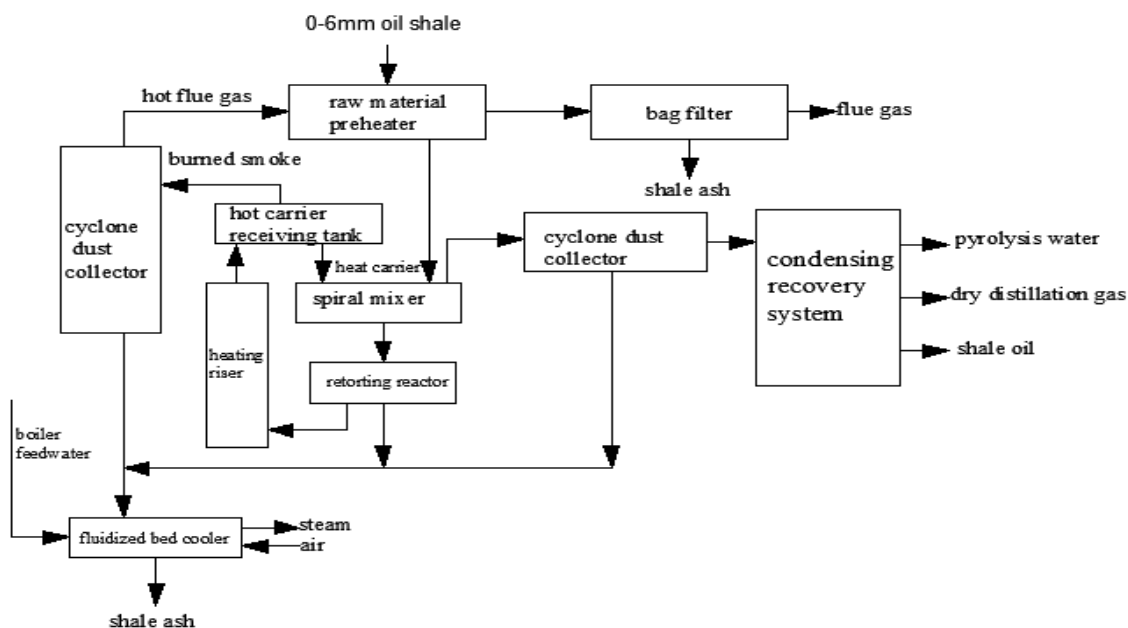 0-6mm oil shale
hot flue gas
raw material
preheater
bag filter
flue gas
burned smoke
shale ash
cyclone
dust
collector
hot carrier
receiving tank
heat carrier
cyclone dust
collector
condensing
recovery
system
pyrolysis water
dry distillation gas
shale oil
spiral mixer
heating
riser
retorting reactor
boiler
feedwater
fluidized bed cooler
steam
air
shale ash